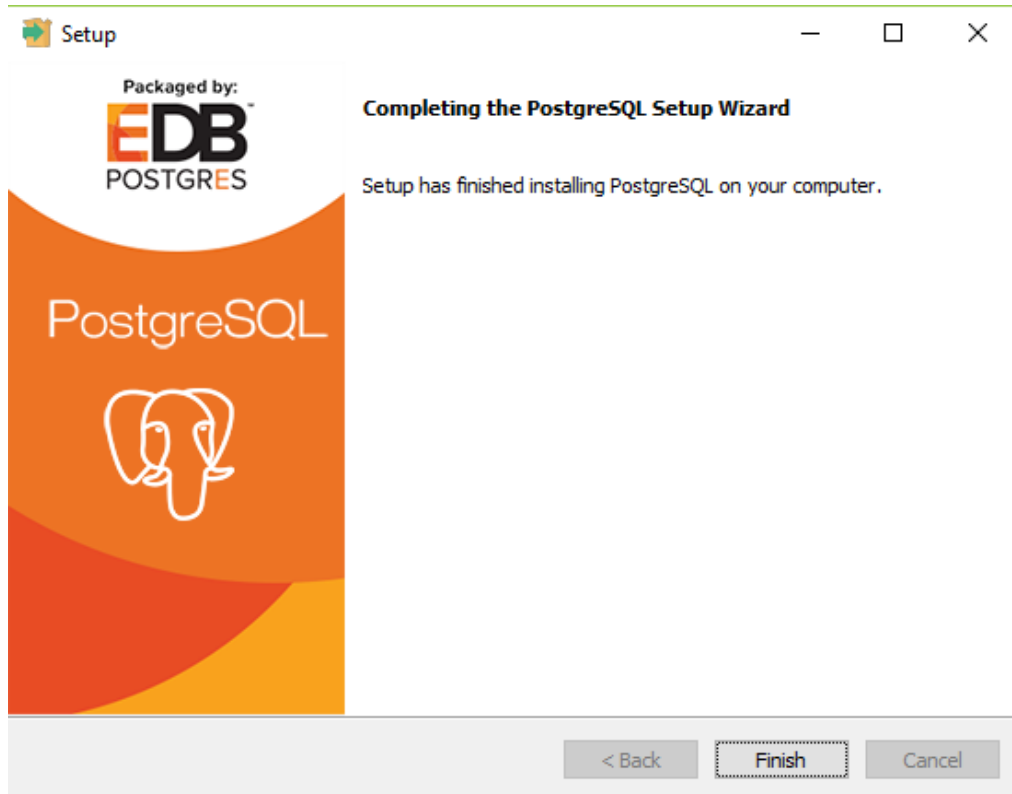 Setup
Packaged by:
EDB™
POSTGRES
PostgreSQL
Completing the PostgreSQL Setup Wizard
Setup has finished installing PostgreSQL on your computer.
< Back
Finish
Cancel